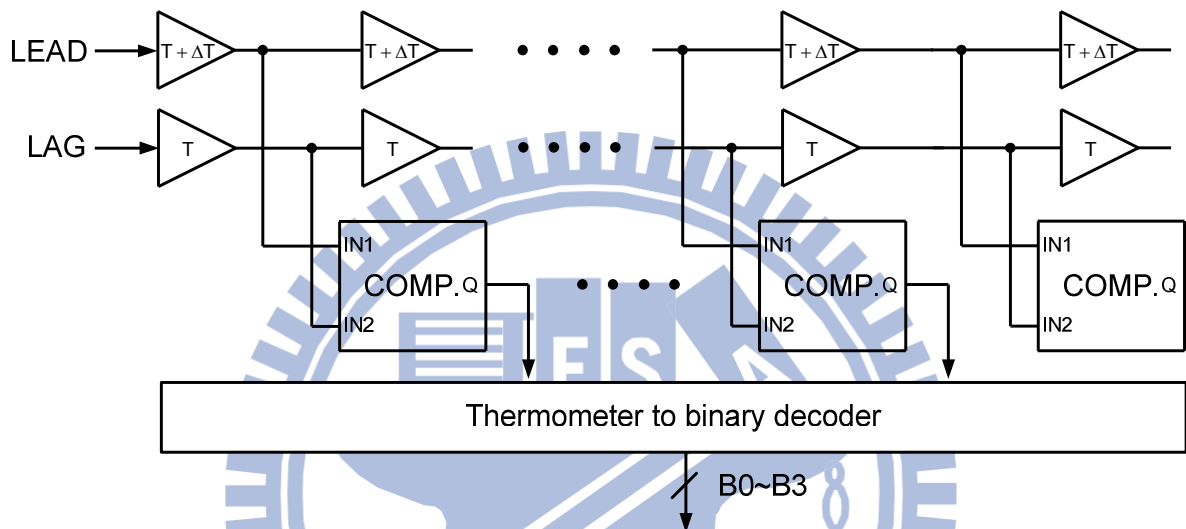 LEAD T + ΔT T + ΔT T + ΔT T + ΔT
LAG T T T T
IN1 IN1 IN1
COMP. Q COMP. Q COMP. Q
IN2 IN2 IN2
E S A
Thermometer to binary decoder
B0~B3
8